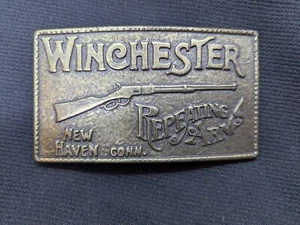 WINCHESTER
REPEATING
ARMS
NEW
HAVEN CONN.